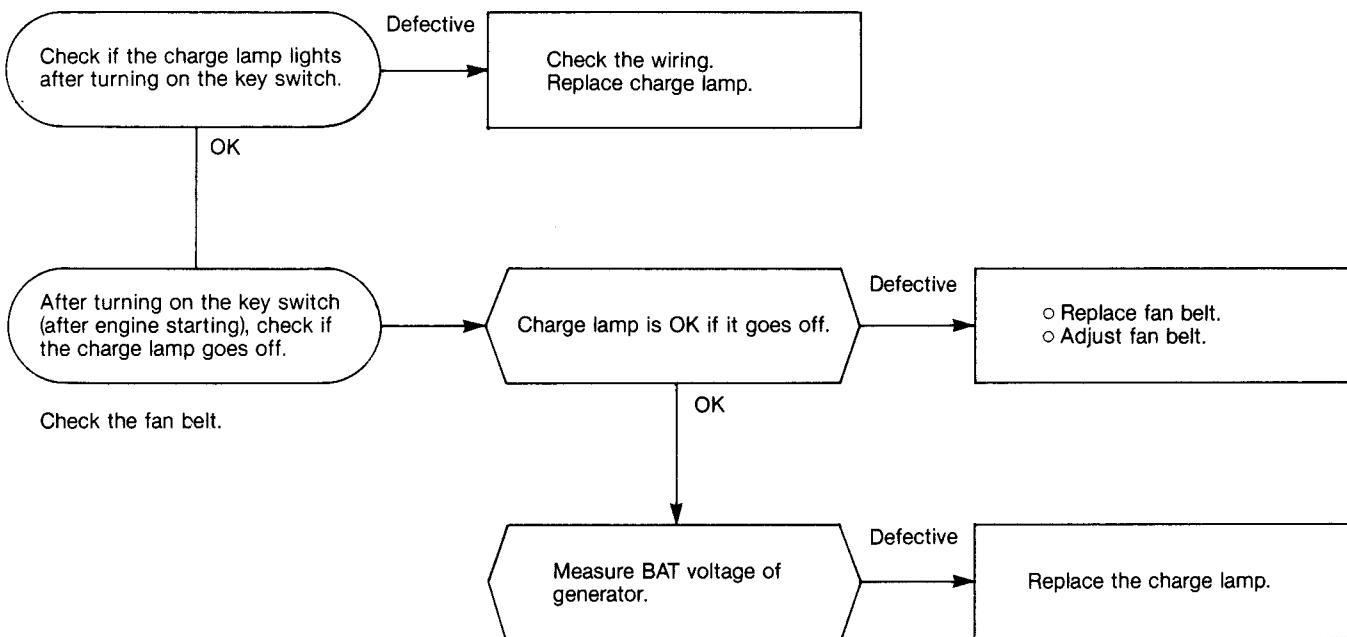 Check if the charge lamp lights
after turning on the key switch.
Defective
Check the wiring.
Replace charge lamp.
OK
After turning on the key switch
(after engine starting), check if
the charge lamp goes off.
Check the fan belt.
Charge lamp is OK if it goes off.
Defective
○ Replace fan belt.
○ Adjust fan belt.
OK
Measure BAT voltage of
generator.
Defective
Replace the charge lamp.